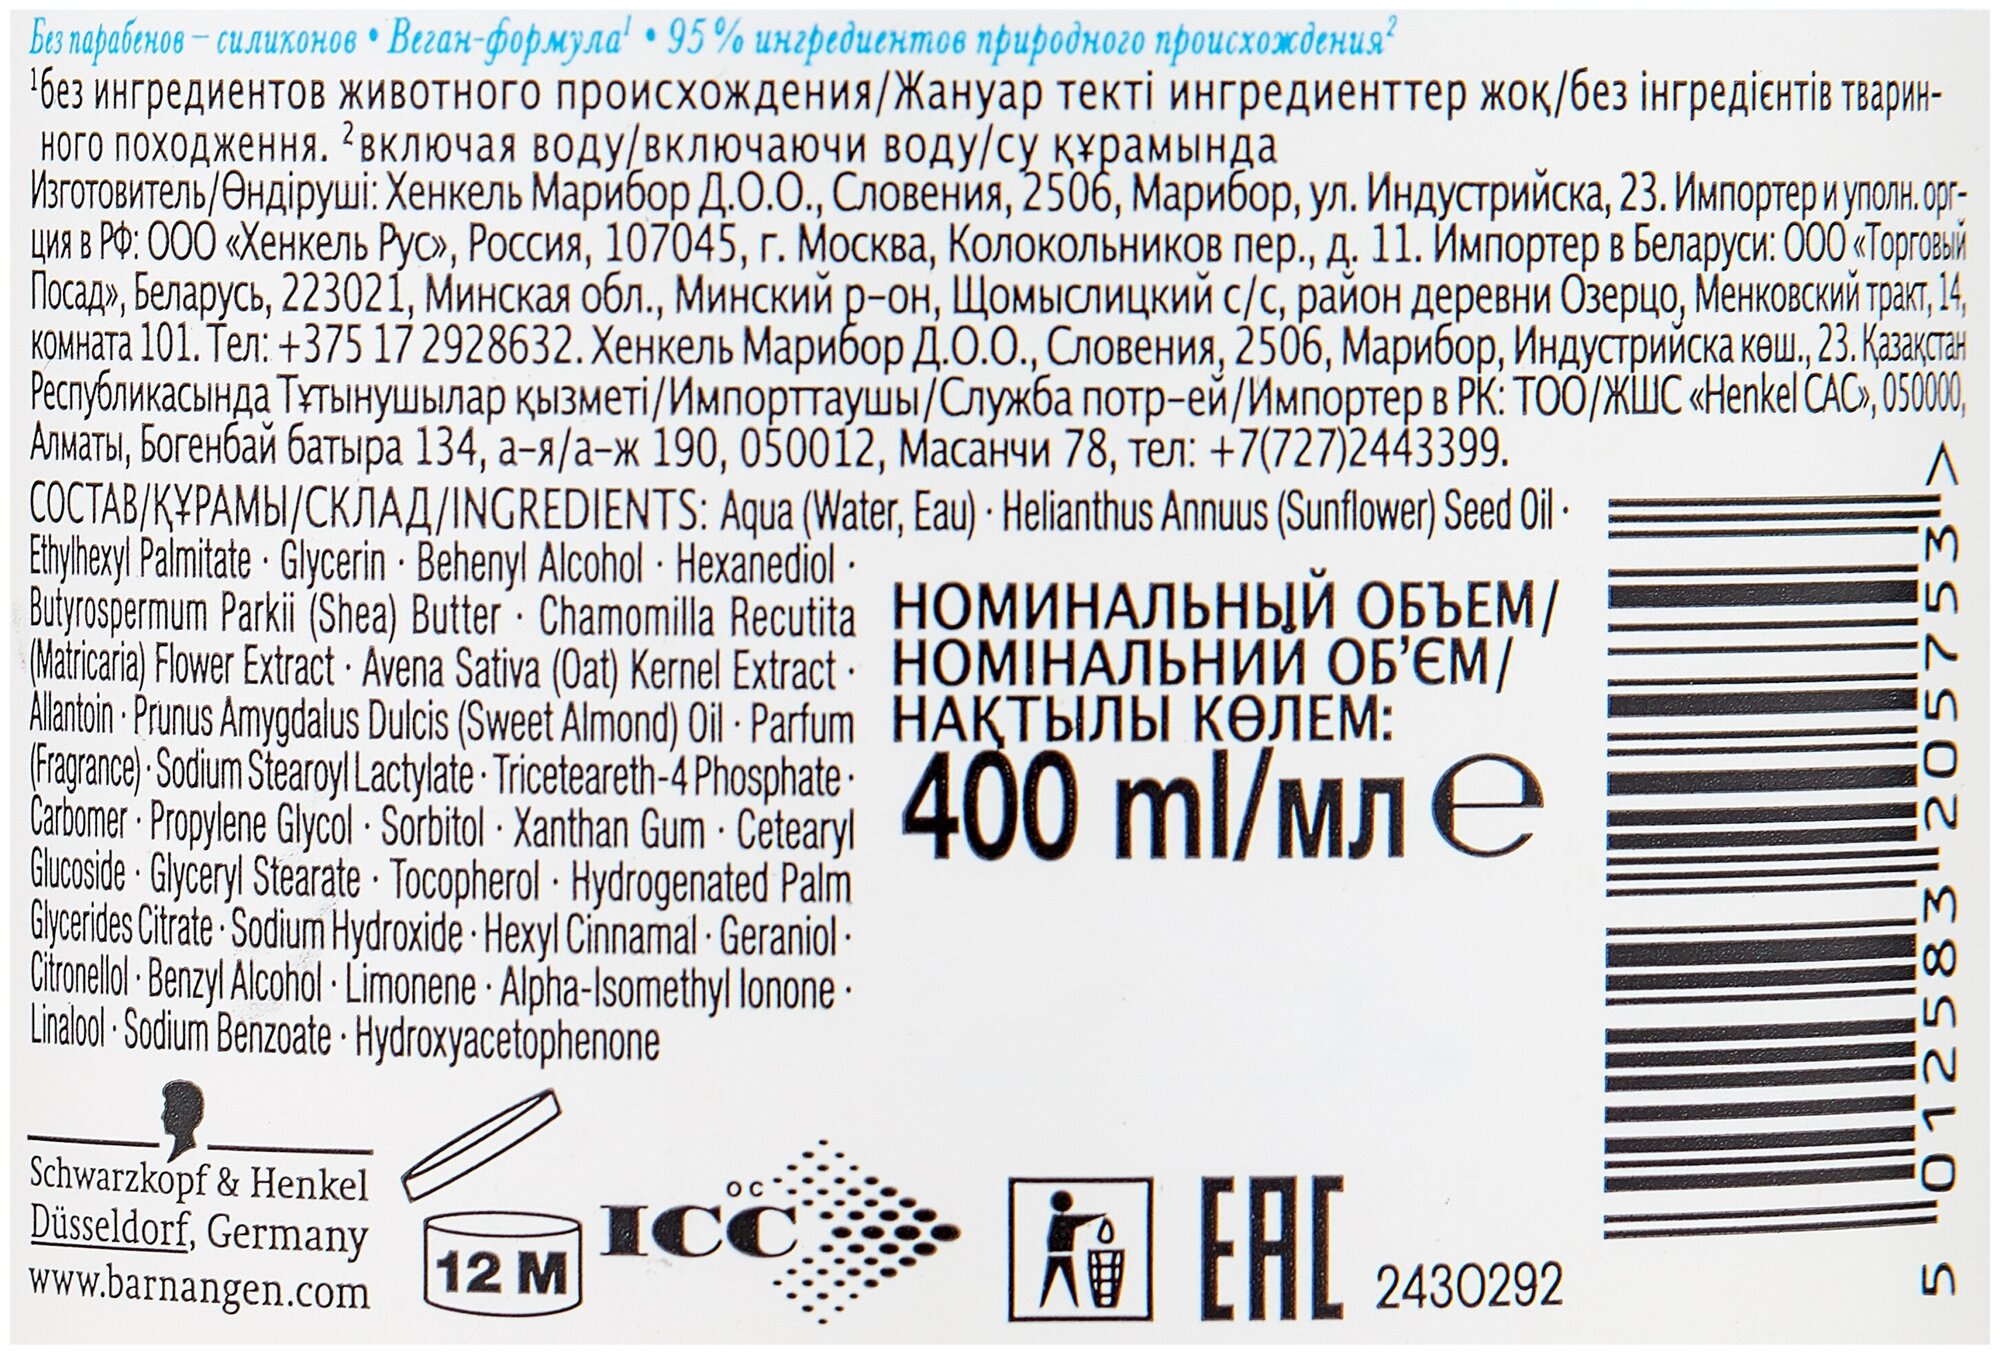 Без парабенов – силиконов • Веган-формула¹ • 95% ингредиентов природного происхождения²
¹без ингредиентов животного происхождения/Жануар текті ингредиенттер жоқ/без інгредієнтів тварин-
ного походження. ²включая воду/включаючи воду/су құрамында
Изготовитель/Өндіруші: Хенкель Марибор Д.О.О., Словения, 2506, Марибор, ул. Индустрийска, 23. Импортер и уполн. орг-
ция в РФ: ООО «Хенкель Рус», Россия, 107045, г. Москва, Колокольников пер., д. 11. Импортер в Беларуси: ООО «Торговый
Посад», Беларусь, 223021, Минская обл., Минский р–он, Щомыслицкий с/с, район деревни Озерцо, Менковский тракт, 14,
комната 101. Тел: +375 17 2928632. Хенкель Марибор Д.О.О., Словения, 2506, Марибор, Индустрийска көш., 23. Қазақстан
Республикасында Тұтынушылар қызметі/Импорттаушы/Служба потр–ей/Импортер в РК: ТОО/ЖШС «Henkel САС», 050000,
Алматы, Богенбай батыра 134, а–я/а–ж 190, 050012, Масанчи 78, тел: +7(727)2443399.
СОСТАВ/ҚҰРАМЫ/СКЛАД/INGREDIENTS: Aqua (Water, Eau) · Helianthus Annuus (Sunflower) Seed Oil ·
Ethylhexyl Palmitate · Glycerin · Behenyl Alcohol · Hexanediol ·
Butyrospermum Parkii (Shea) Butter · Chamomilla Recutita
(Matricaria) Flower Extract · Avena Sativa (Oat) Kernel Extract ·
Allantoin · Prunus Amygdalus Dulcis (Sweet Almond) Oil · Parfum
(Fragrance) · Sodium Stearoyl Lactylate · Triceteareth-4 Phosphate ·
Carbomer · Propylene Glycol · Sorbitol · Xanthan Gum · Cetearyl
Glucoside · Glyceryl Stearate · Tocopherol · Hydrogenated Palm
Glycerides Citrate · Sodium Hydroxide · Hexyl Cinnamal · Geraniol ·
Citronellol · Benzyl Alcohol · Limonene · Alpha-Isomethyl Ionone ·
Linalool · Sodium Benzoate · Hydroxyacetophenone
НОМИНАЛЬНЫЙ ОБЪЕМ/
НОМІНАЛЬНИЙ ОБ’ЄМ/
НАҚТЫЛЫ КӨЛЕМ:
400 ml/мл ℮
5 012583 205753 >
Schwarzkopf & Henkel
Düsseldorf, Germany
www.barnangen.com
12 M
ОС
ICC
EAC
2430292